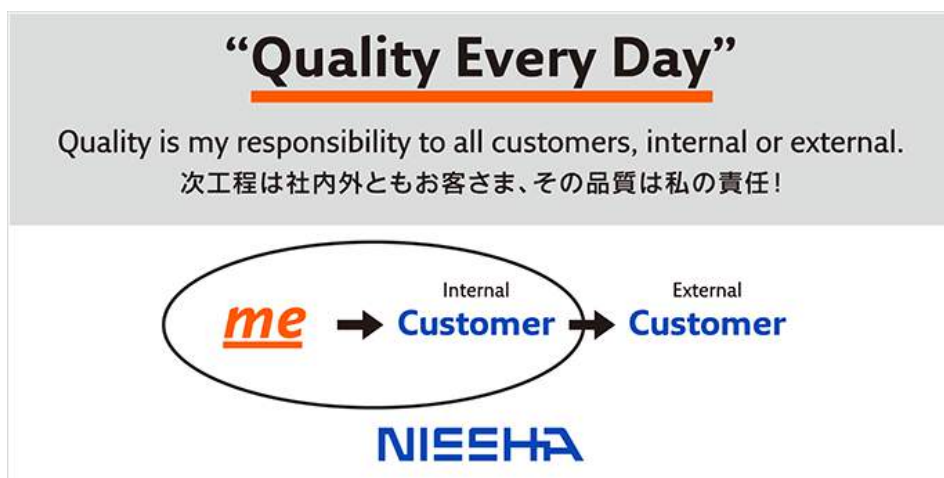 “Quality Every Day”
Quality is my responsibility to all customers, internal or external.
次工程は社内外ともお客さま、その品質は私の責任!
Internal
External
me
Customer
Customer
NISSHA